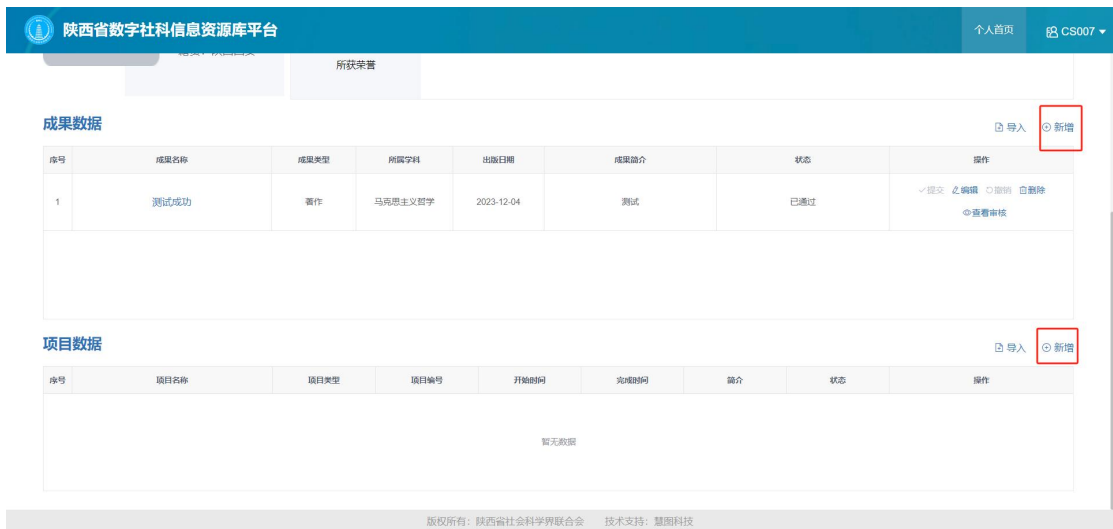 陕西省数字社科信息资源库平台 个人首页 CS007
所获荣誉
成果数据 导入 新增
序号 成果名称 成果类型 所属学科 出版日期 成果简介 状态 操作
1 测试成功 著作 马克思主义哲学 2023-12-04 测试 已通过 提交 编辑 撤销 删除
查看审核
项目数据 导入 新增
序号 项目名称 项目类型 项目编号 开始时间 完成时间 简介 状态 操作
暂无数据
版权所有：陕西省社会科学界联合会 技术支持：慧图科技